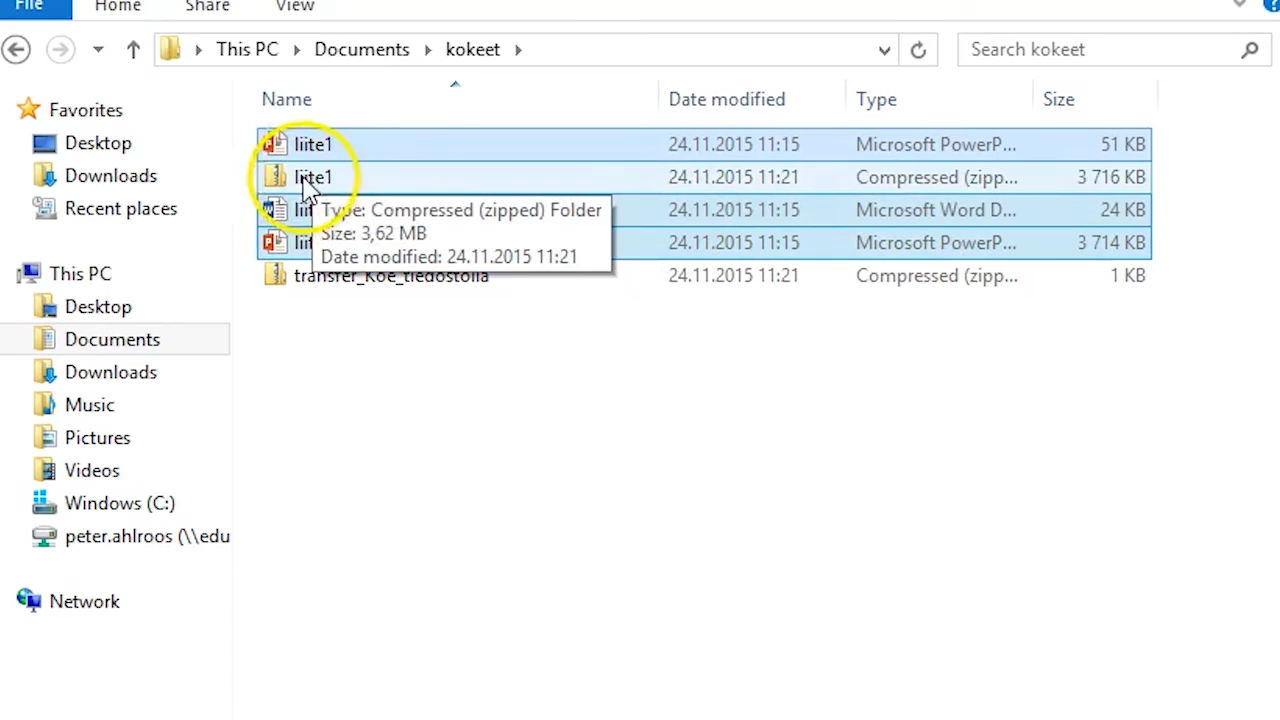 File Home Share View
This PC Documents kokeet Search kokeet
Name Date modified Type Size
Favorites
Desktop
Downloads
Recent places
This PC
Desktop
Documents
Downloads
Music
Pictures
Videos
Windows (C:)
peter.ahlroos (\\edu
Network
liite1 24.11.2015 11:15 Microsoft PowerP... 51 KB
liite1 24.11.2015 11:21 Compressed (zipp... 3 716 KB
24.11.2015 11:15 Microsoft Word D... 24 KB
24.11.2015 11:15 Microsoft PowerP... 3 714 KB
transfer_Koe_tiedostolla 24.11.2015 11:21 Compressed (zipp... 1 KB
Type: Compressed (zipped) Folder
Size: 3,62 MB
Date modified: 24.11.2015 11:21